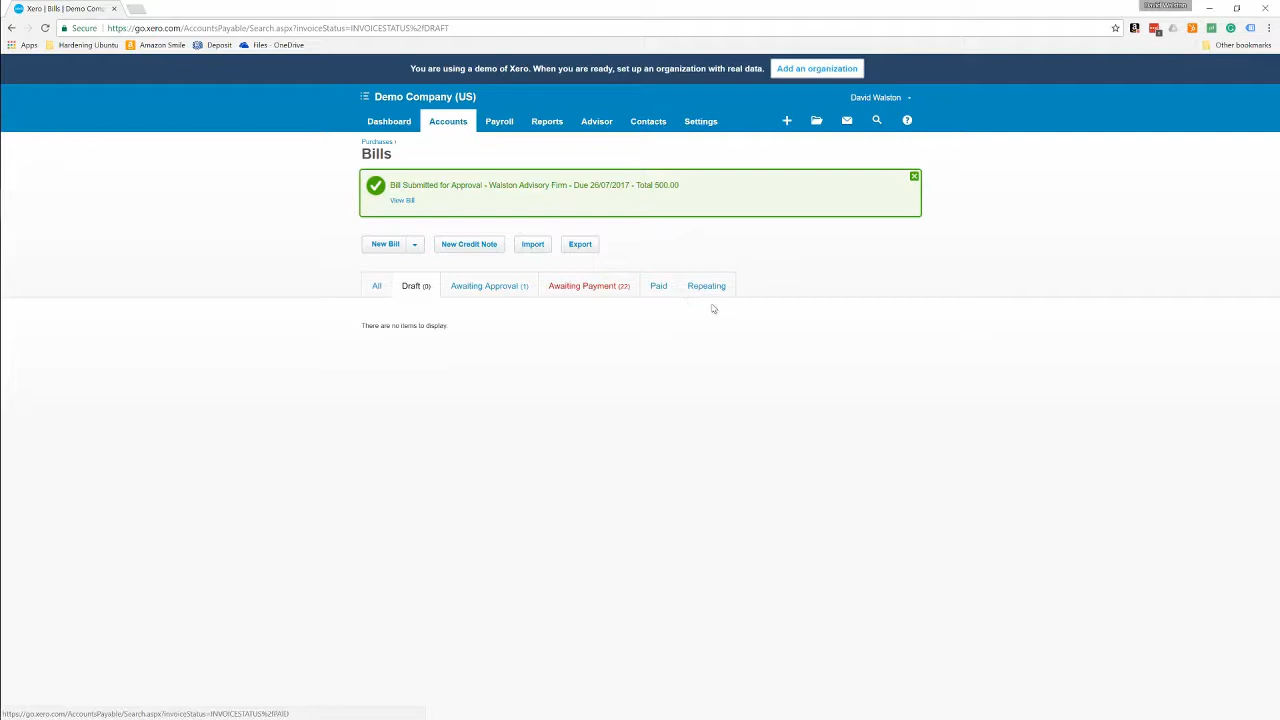 David Walston
Xero | Bills | Demo Comp
Secure
https://go.xero.com/AccountsPayable/Search.aspx?invoiceStatus=INVOICESTATUS%2fDRAFT
Apps
Hardening Ubuntu
Amazon Smile
Deposit
Files - OneDrive
Other bookmarks
You are using a demo of Xero. When you are ready, set up an organization with real data.
Add an organization
Demo Company (US)
David Walston
Dashboard
Accounts
Payroll
Reports
Advisor
Contacts
Settings
Purchases ›
Bills
Bill Submitted for Approval - Walston Advisory Firm - Due 26/07/2017 - Total 500.00
View Bill
New Bill
New Credit Note
Import
Export
All
Draft (0)
Awaiting Approval (1)
Awaiting Payment (22)
Paid
Repeating
There are no items to display.
https://go.xero.com/AccountsPayable/Search.aspx?invoiceStatus=INVOICESTATUS%2fPAID